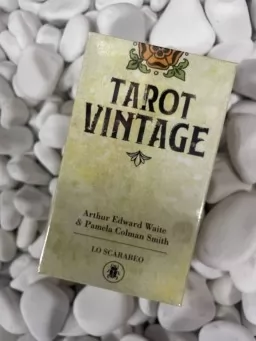 TAROT
VINTAGE
Arthur Edward Waite
& Pamela Colman Smith
LO SCARABEO